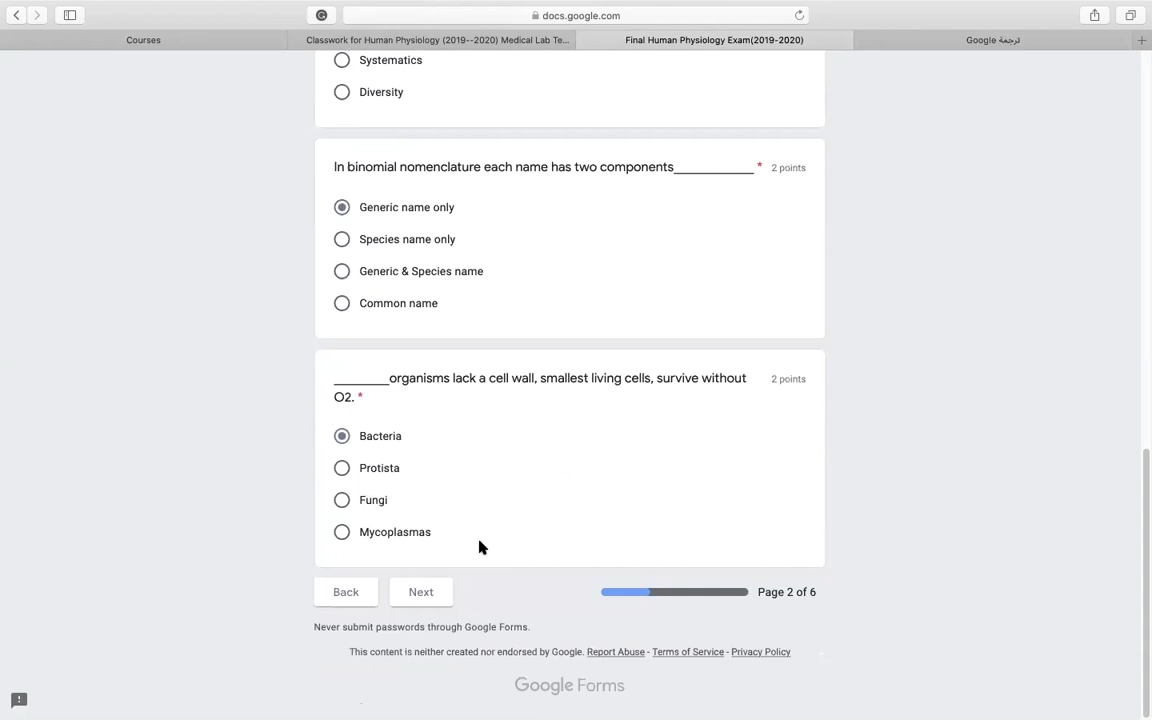 docs.google.com
Courses
Classwork for Human Physiology (2019--2020) Medical Lab Te...
Final Human Physiology Exam(2019-2020)
ترجمة Google
Systematics
Diversity
In binomial nomenclature each name has two components____________ * 2 points
Generic name only
Species name only
Generic & Species name
Common name
________organisms lack a cell wall, smallest living cells, survive without 2 points
O2. *
Bacteria
Protista
Fungi
Mycoplasmas
Back Next Page 2 of 6
Never submit passwords through Google Forms.
This content is neither created nor endorsed by Google. Report Abuse - Terms of Service - Privacy Policy
Google Forms